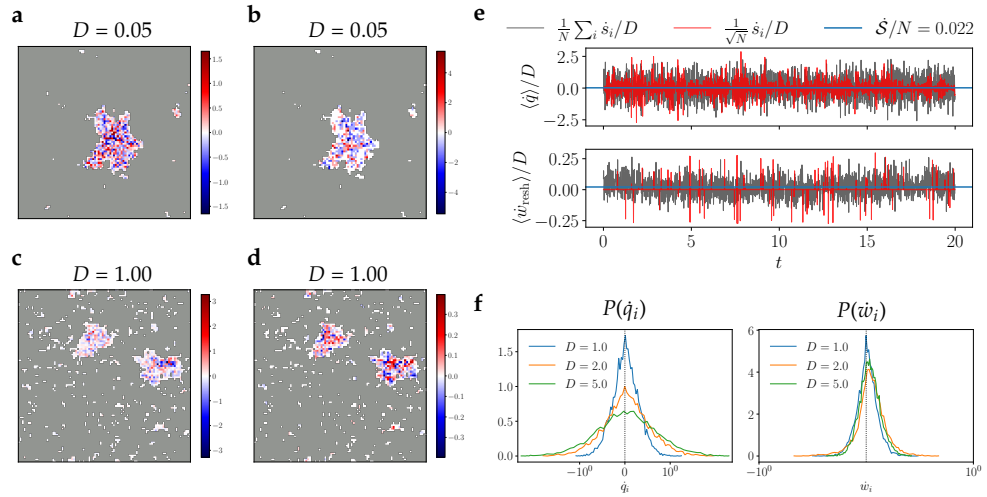 a
D = 0.05
1.5
1.0
0.5
0.0
−0.5
−1.0
−1.5
b
D = 0.05
4
2
0
−2
−4
c
D = 1.00
3
2
1
0
−1
−2
−3
d
D = 1.00
0.3
0.2
0.1
0.0
−0.1
−0.2
−0.3
e
1/N ∑ᵢ ṡᵢ/D
1/√N ṡᵢ/D
Ṡ/N = 0.022
⟨q̇⟩/D
2.5
0.0
−2.5
⟨ẇresh⟩/D
0.25
0.00
−0.25
0 5 10 15 20
t
f
P(q̇ᵢ)
D = 1.0
D = 2.0
D = 5.0
1.5
1.0
0.5
0.0
−10⁰ 0 10⁰
q̇ᵢ
P(ẇᵢ)
D = 1.0
D = 2.0
D = 5.0
6
4
2
0
−10⁰ 0 10⁰
ẇᵢ